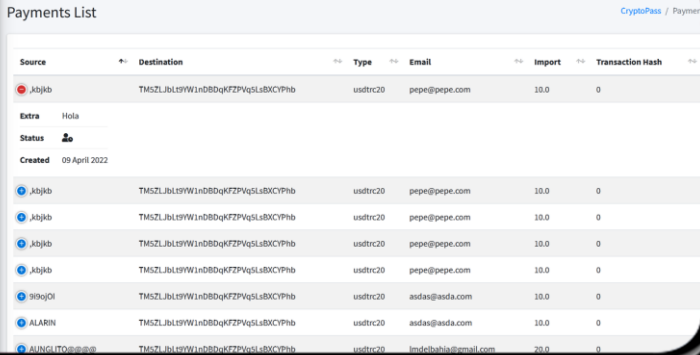 Payments List
CryptoPass / Paymen
Source Destination Type Email Import Transaction Hash
,kbjkb TMSZLJbLt9YW1nDBDqKFZPVqSLsBXCYPhb usdtrc20 pepe@pepe.com 10.0 0
Extra Hola
Status
Created 09 April 2022
,kbjkb TMSZLJbLt9YW1nDBDqKFZPVqSLsBXCYPhb usdtrc20 pepe@pepe.com 10.0 0
,kbjkb TMSZLJbLt9YW1nDBDqKFZPVqSLsBXCYPhb usdtrc20 pepe@pepe.com 10.0 0
,kbjkb TMSZLJbLt9YW1nDBDqKFZPVqSLsBXCYPhb usdtrc20 pepe@pepe.com 10.0 0
,kbjkb TMSZLJbLt9YW1nDBDqKFZPVqSLsBXCYPhb usdtrc20 pepe@pepe.com 10.0 0
9i9ojOI TMSZLJbLt9YW1nDBDqKFZPVqSLsBXCYPhb usdtrc20 asdas@asda.com 10.0 0
ALARIN TMSZLJbLt9YW1nDBDqKFZPVqSLsBXCYPhb usdtrc20 asdas@asda.com 10.0 0
AUNGLITO@@@@ TMSZLJbLt9YW1nDBDqKFZPVqSLsBXCYPhb usdtrc20 lmdelbahia@gmail.com 20.0 0